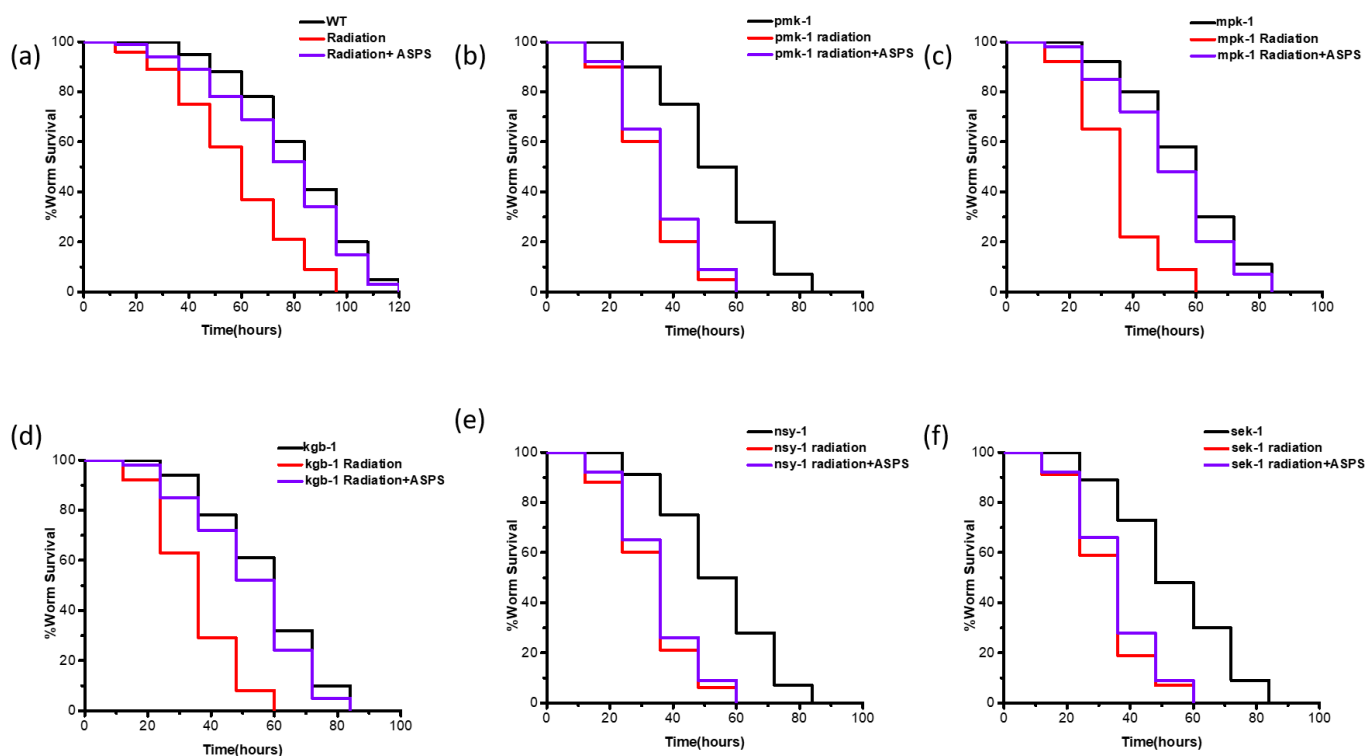 (a)
WT
Radiation
Radiation+ ASPS
100
80
60
40
20
0
%Worm Survival
0 20 40 60 80 100 120
Time(hours)
(b)
pmk-1
pmk-1 radiation
pmk-1 radiation+ASPS
100
80
60
40
20
0
%Worm Survival
0 20 40 60 80 100
Time(hours)
(c)
mpk-1
mpk-1 Radiation
mpk-1 Radiation+ASPS
100
80
60
40
20
0
%Worm Survival
0 20 40 60 80 100
Time(hours)
(d)
kgb-1
kgb-1 Radiation
kgb-1 Radiation+ASPS
100
80
60
40
20
0
%Worm Survival
0 20 40 60 80 100
Time(hours)
(e)
nsy-1
nsy-1 radiation
nsy-1 radiation+ASPS
100
80
60
40
20
0
%Worm Survival
0 20 40 60 80 100
Time(hours)
(f)
sek-1
sek-1 radiation
sek-1 radiation+ASPS
100
80
60
40
20
0
%Worm Survival
0 20 40 60 80 100
Time(hours)